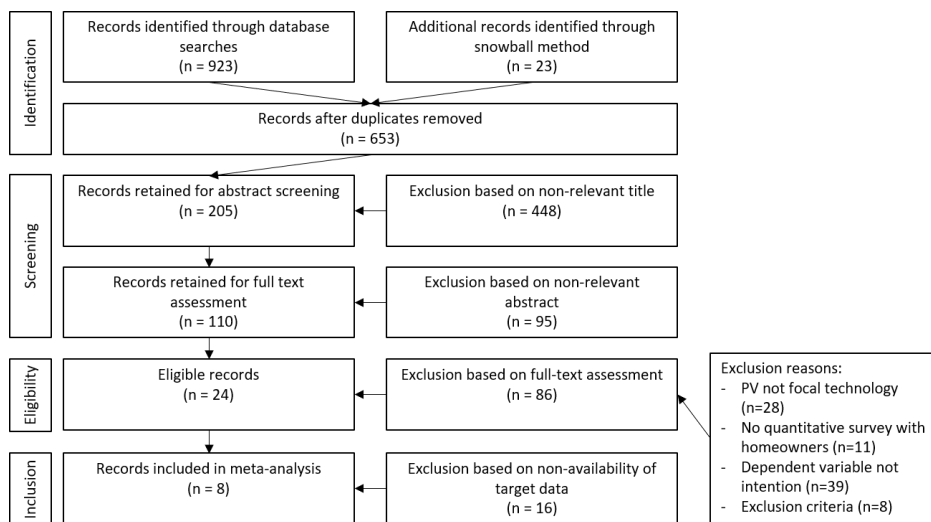 Identification
Records identified through database
searches
(n = 923)
Additional records identified through
snowball method
(n = 23)
Records after duplicates removed
(n = 653)
Screening
Records retained for abstract screening
(n = 205)
Exclusion based on non-relevant title
(n = 448)
Records retained for full text
assessment
(n = 110)
Exclusion based on non-relevant
abstract
(n = 95)
Eligibility
Eligible records
(n = 24)
Exclusion based on full-text assessment
(n = 86)
Exclusion reasons:
- PV not focal technology
(n=28)
- No quantitative survey with
homeowners (n=11)
- Dependent variable not
intention (n=39)
- Exclusion criteria (n=8)
Inclusion
Records included in meta-analysis
(n = 8)
Exclusion based on non-availability of
target data
(n = 16)